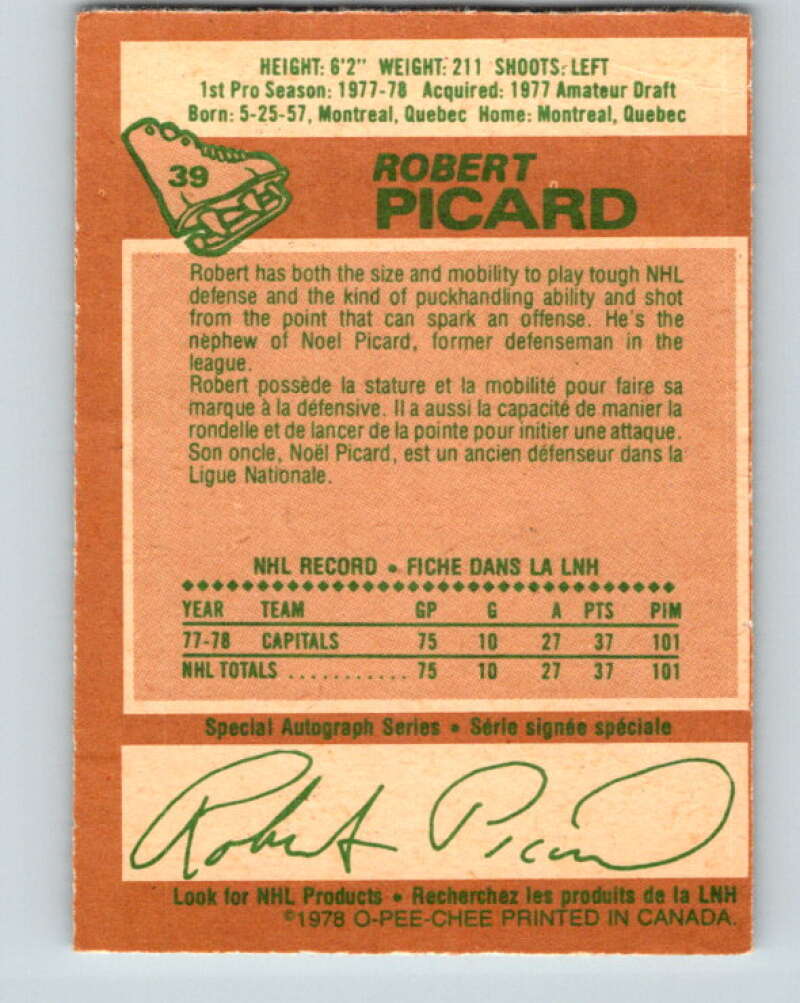 HEIGHT: 6'2" WEIGHT: 211 SHOOTS: LEFT
1st Pro Season: 1977-78 Acquired: 1977 Amateur Draft
Born: 5-25-57, Montreal, Quebec Home: Montreal, Quebec
39
ROBERT
PICARD
Robert has both the size and mobility to play tough NHL
defense and the kind of puckhandling ability and shot
from the point that can spark an offense. He's the
nephew of Noel Picard, former defenseman in the
league.
Robert possède la stature et la mobilité pour faire sa
marque à la défensive. Il a aussi la capacité de manier la
rondelle et de lancer de la pointe pour initier une attaque.
Son oncle, Noël Picard, est un ancien défenseur dans la
Ligue Nationale.
NHL RECORD • FICHE DANS LA LNH
YEAR TEAM GP G A PTS PIM
77-78 CAPITALS 75 10 27 37 101
NHL TOTALS ........... 75 10 27 37 101
Special Autograph Series • Série signée spéciale
Robert Picard
Look for NHL Products • Recherchez les produits de la LNH
©1978 O-PEE-CHEE PRINTED IN CANADA.